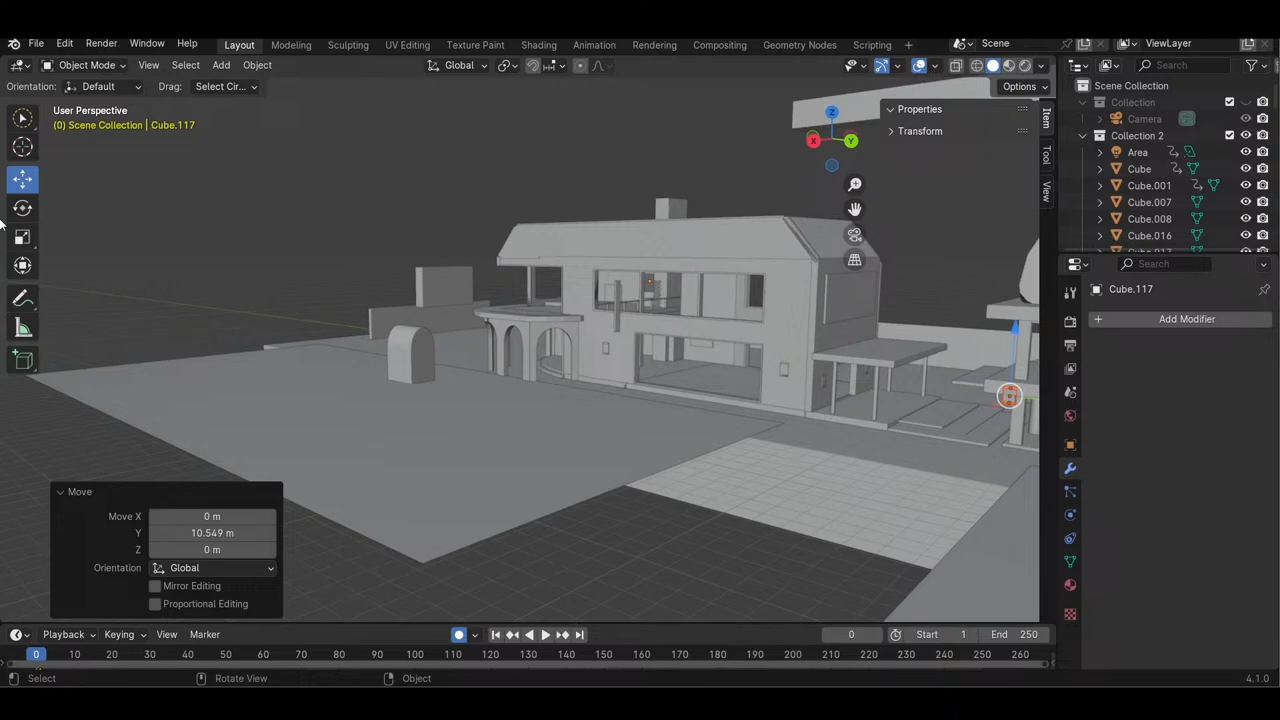 File Edit Render Window Help Layout Modeling Sculpting UV Editing Texture Paint Shading Animation Rendering Compositing Geometry Nodes Scripting Scene ViewLayer
Object Mode View Select Add Object Global Search
Orientation: Default Drag: Select Cir... Options
User Perspective
(0) Scene Collection | Cube.117
Z
X
Y
Properties
Transform
Item
Tool
View
Scene Collection
Collection
Camera
Collection 2
Area
Cube
Cube.001
Cube.007
Cube.008
Cube.016
Search
Cube.117
Add Modifier
Move
Move X 0 m
Y 10.549 m
Z 0 m
Orientation Global
Mirror Editing
Proportional Editing
Playback Keying View Marker 0 Start 1 End 250
0 10 20 30 40 50 60 70 80 90 100 110 120 130 140 150 160 170 180 190 200 210 220 230 240 250 260
Select Rotate View Object 4.1.0